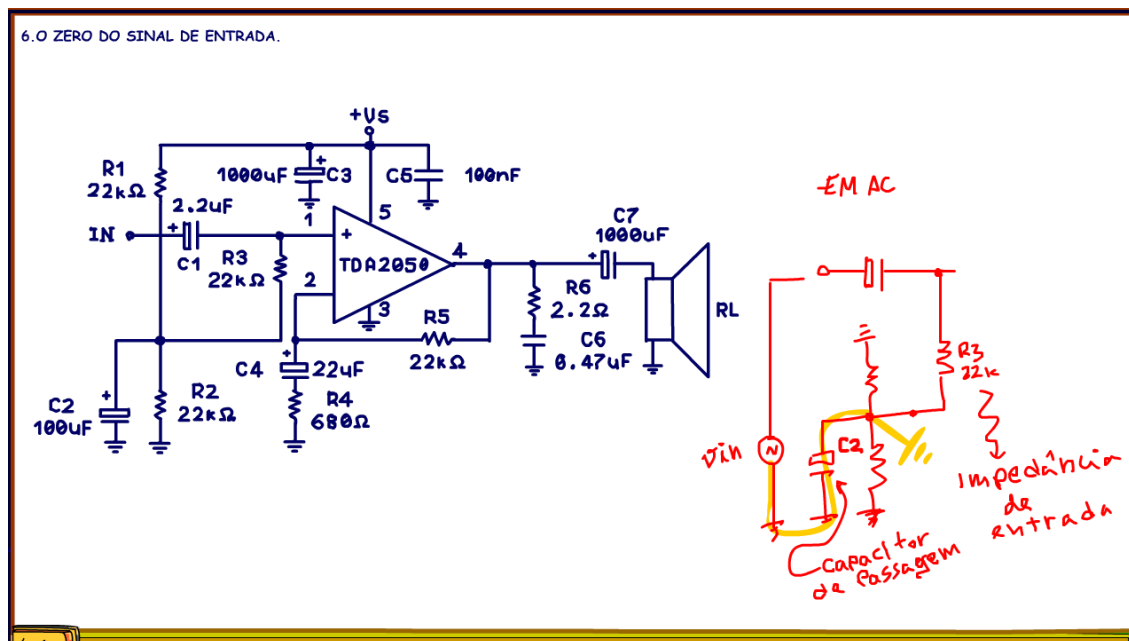 6.O ZERO DO SINAL DE ENTRADA.
+Vs
R1
22kΩ
1000uF
+
C3
C5
100nF
2.2uF
+
IN
C1
R3
22kΩ
1
5
+
TDA2050
2
4
3
C7
1000uF
+
R6
2.2Ω
C6
0.47uF
RL
R5
22kΩ
+
C4
22uF
R4
680Ω
+
C2
100uF
R2
22kΩ
EM AC
R3
22k
Vin
C2
Impedância
de
entrada
Capacitor
de Passagem